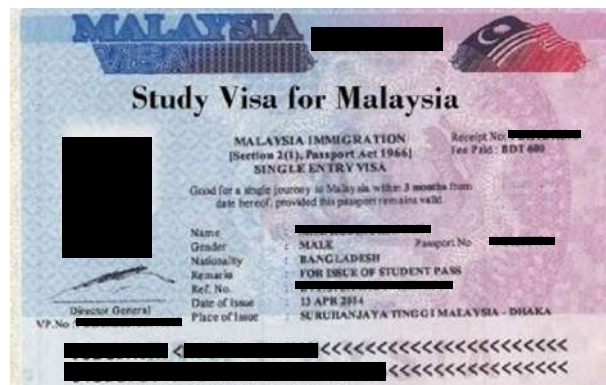 MALAYSIA
VISA
Study Visa for Malaysia
MALAYSIA IMMIGRATION
[Section 2(1), Passport Act 1966]
SINGLE ENTRY VISA
Receipt No:
Fee Paid : BDT 600
Good for a single journey to Malaysia within 3 months from
date hereof, provided this passport remains valid.
Name :
Gender : MALE Passport No
Nationality : BANGLADESH
Remarks : FOR ISSUE OF STUDENT PASS
Ref. No. :
Date of Issue : 13 APR 2014
Place of Issue : SURUHANJAYA TINGGI MALAYSIA - DHAKA
Director General
VP.No :
<<<<<<<<<<<<<<<<<<<<<<<
<<<<<<<<<<<<<<<<